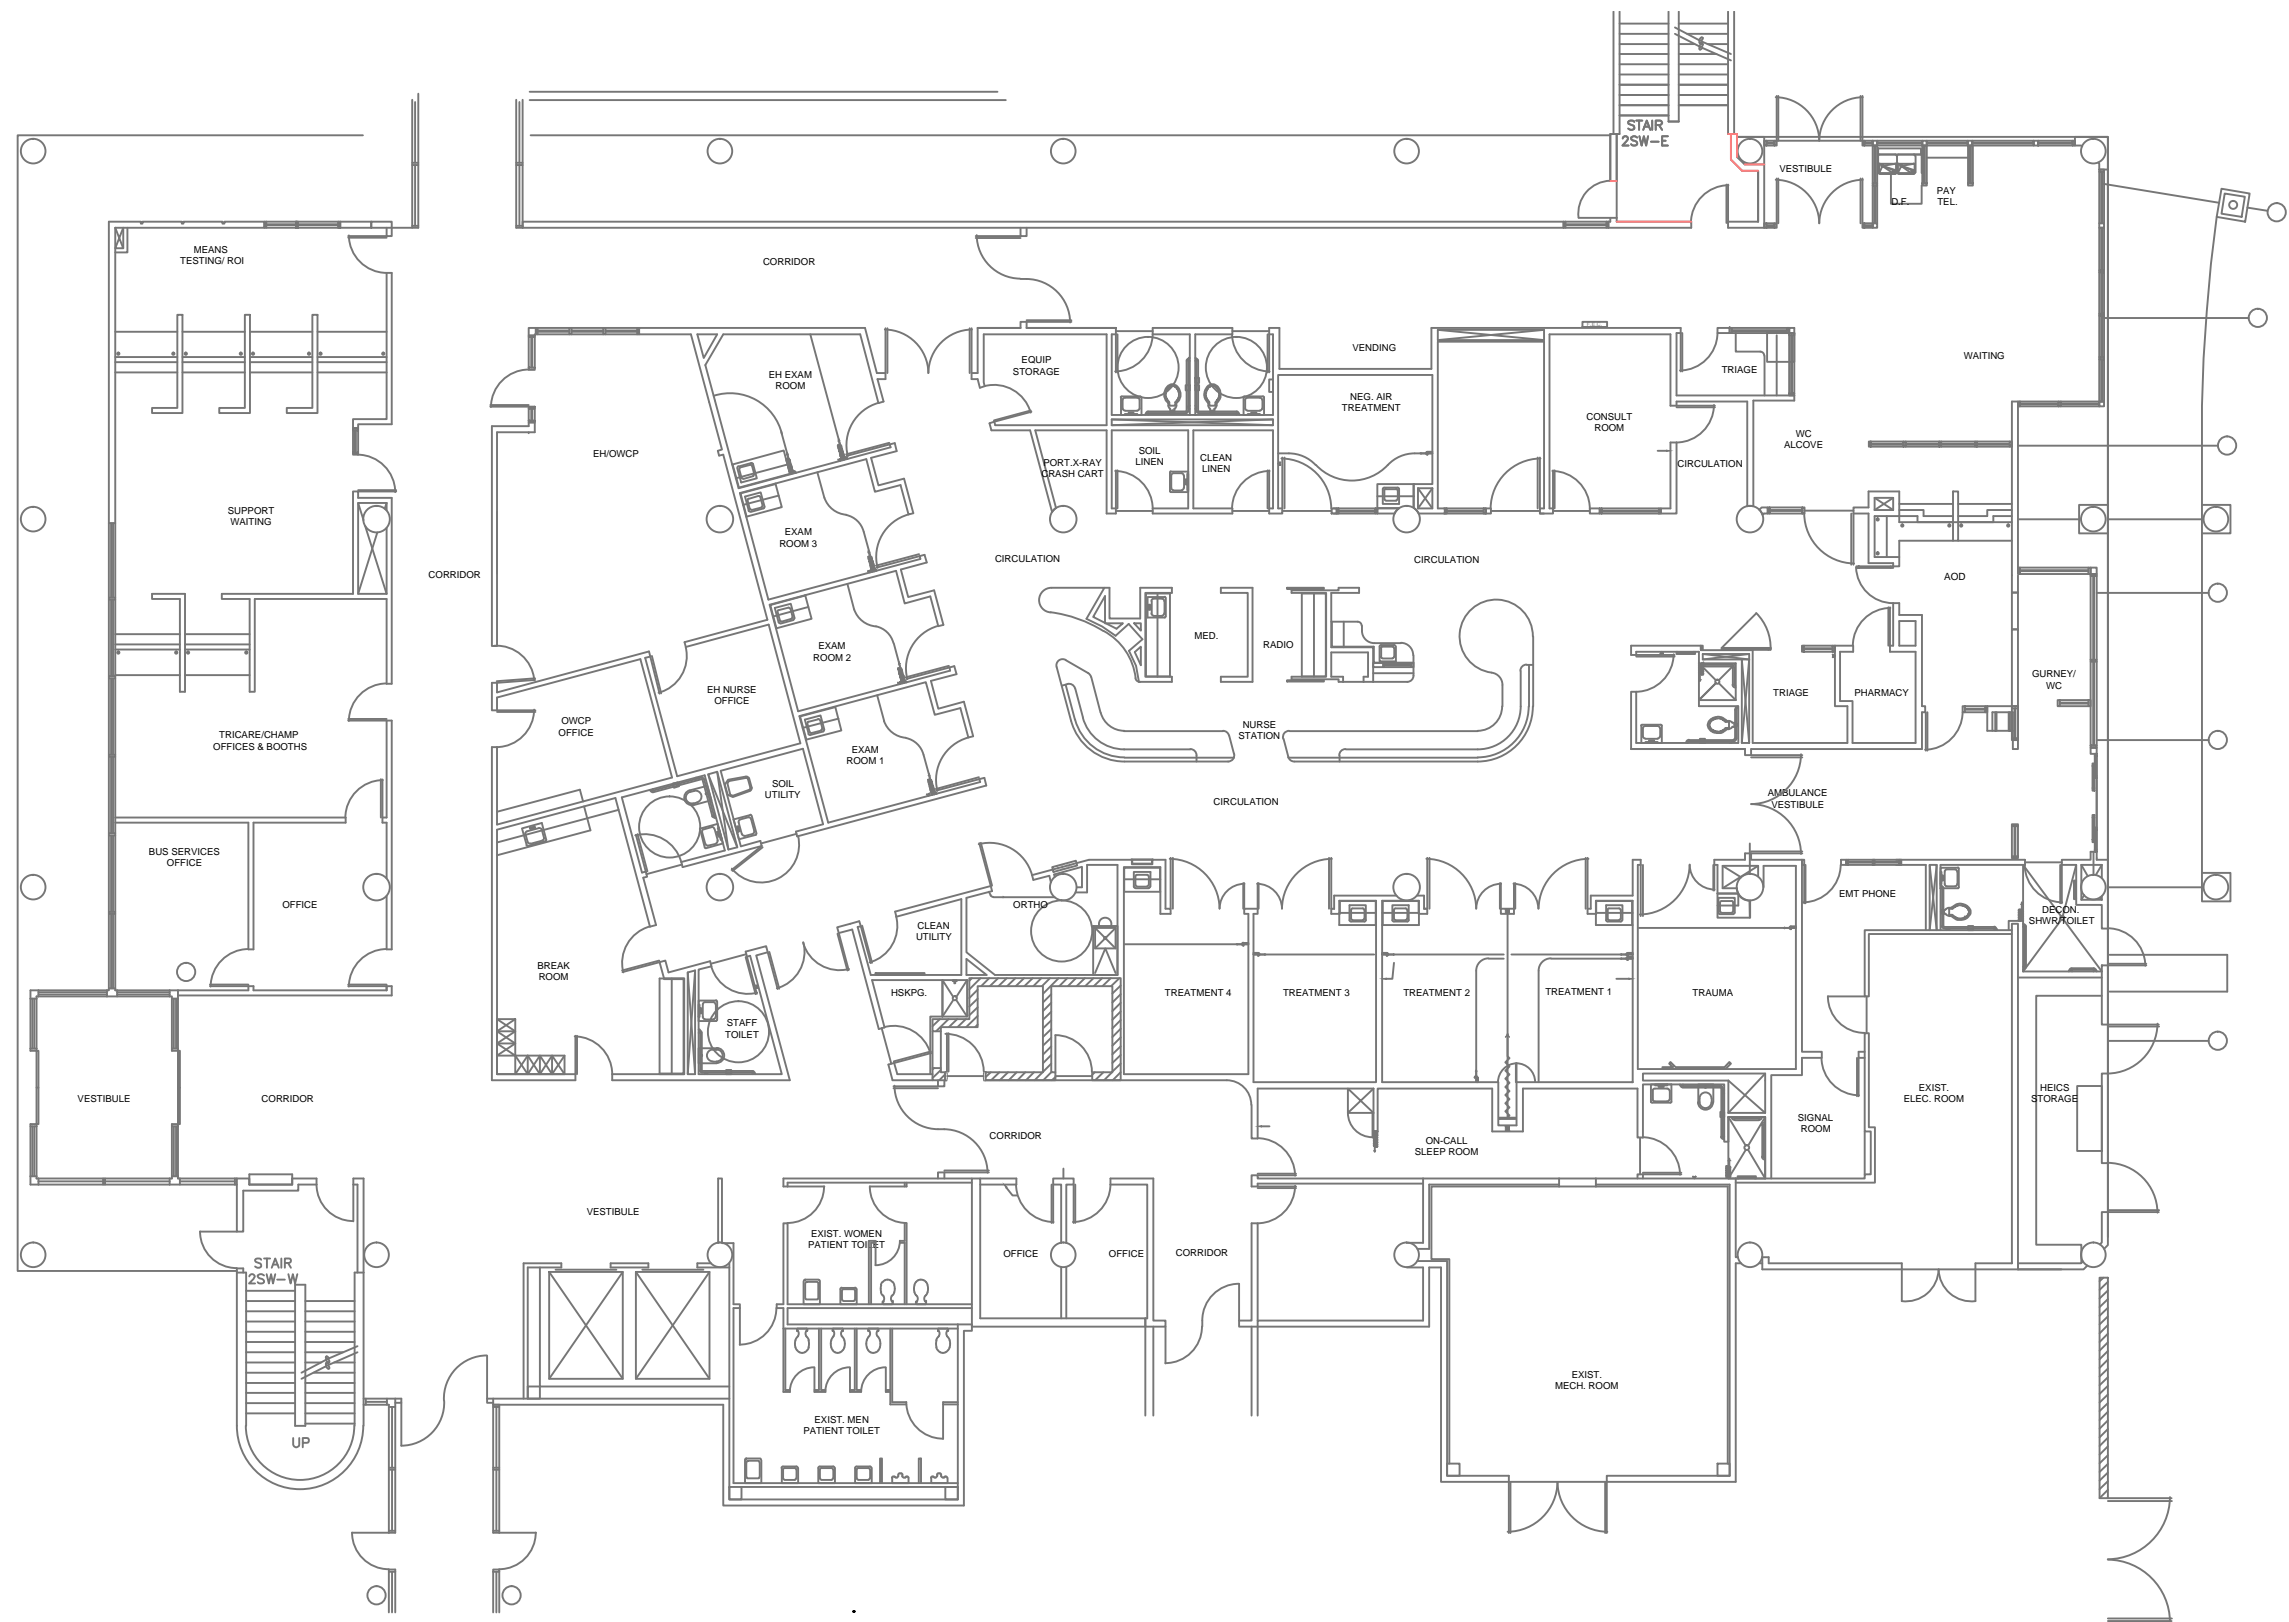 STAIR
2SW-E
VESTIBULE
D.F.
PAY
TEL.
MEANS
TESTING/ ROI
CORRIDOR
EH EXAM
ROOM
EQUIP
STORAGE
VENDING
TRIAGE
WAITING
NEG. AIR
TREATMENT
CONSULT
ROOM
WC
ALCOVE
EH/OWCP
PORT.X-RAY
CRASH CART
SOIL
LINEN
CLEAN
LINEN
CIRCULATION
SUPPORT
WAITING
EXAM
ROOM 3
CORRIDOR
CIRCULATION
CIRCULATION
AOD
EXAM
ROOM 2
MED.
RADIO
EH NURSE
OFFICE
TRIAGE
PHARMACY
GURNEY/
WC
OWCP
OFFICE
TRICARE/CHAMP
OFFICES & BOOTHS
NURSE
STATION
EXAM
ROOM 1
SOIL
UTILITY
CIRCULATION
AMBULANCE
VESTIBULE
BUS SERVICES
OFFICE
OFFICE
ORTHO
EMT PHONE
DECON.
SHWR/TOILET
CLEAN
UTILITY
BREAK
ROOM
HSKPG.
TREATMENT 4
TREATMENT 3
TREATMENT 2
TREATMENT 1
TRAUMA
STAFF
TOILET
VESTIBULE
CORRIDOR
EXIST.
ELEC. ROOM
HEICS
STORAGE
SIGNAL
ROOM
CORRIDOR
ON-CALL
SLEEP ROOM
VESTIBULE
EXIST. WOMEN
PATIENT TOILET
OFFICE
OFFICE
CORRIDOR
STAIR
2SW-W
EXIST.
MECH. ROOM
EXIST. MEN
PATIENT TOILET
UP